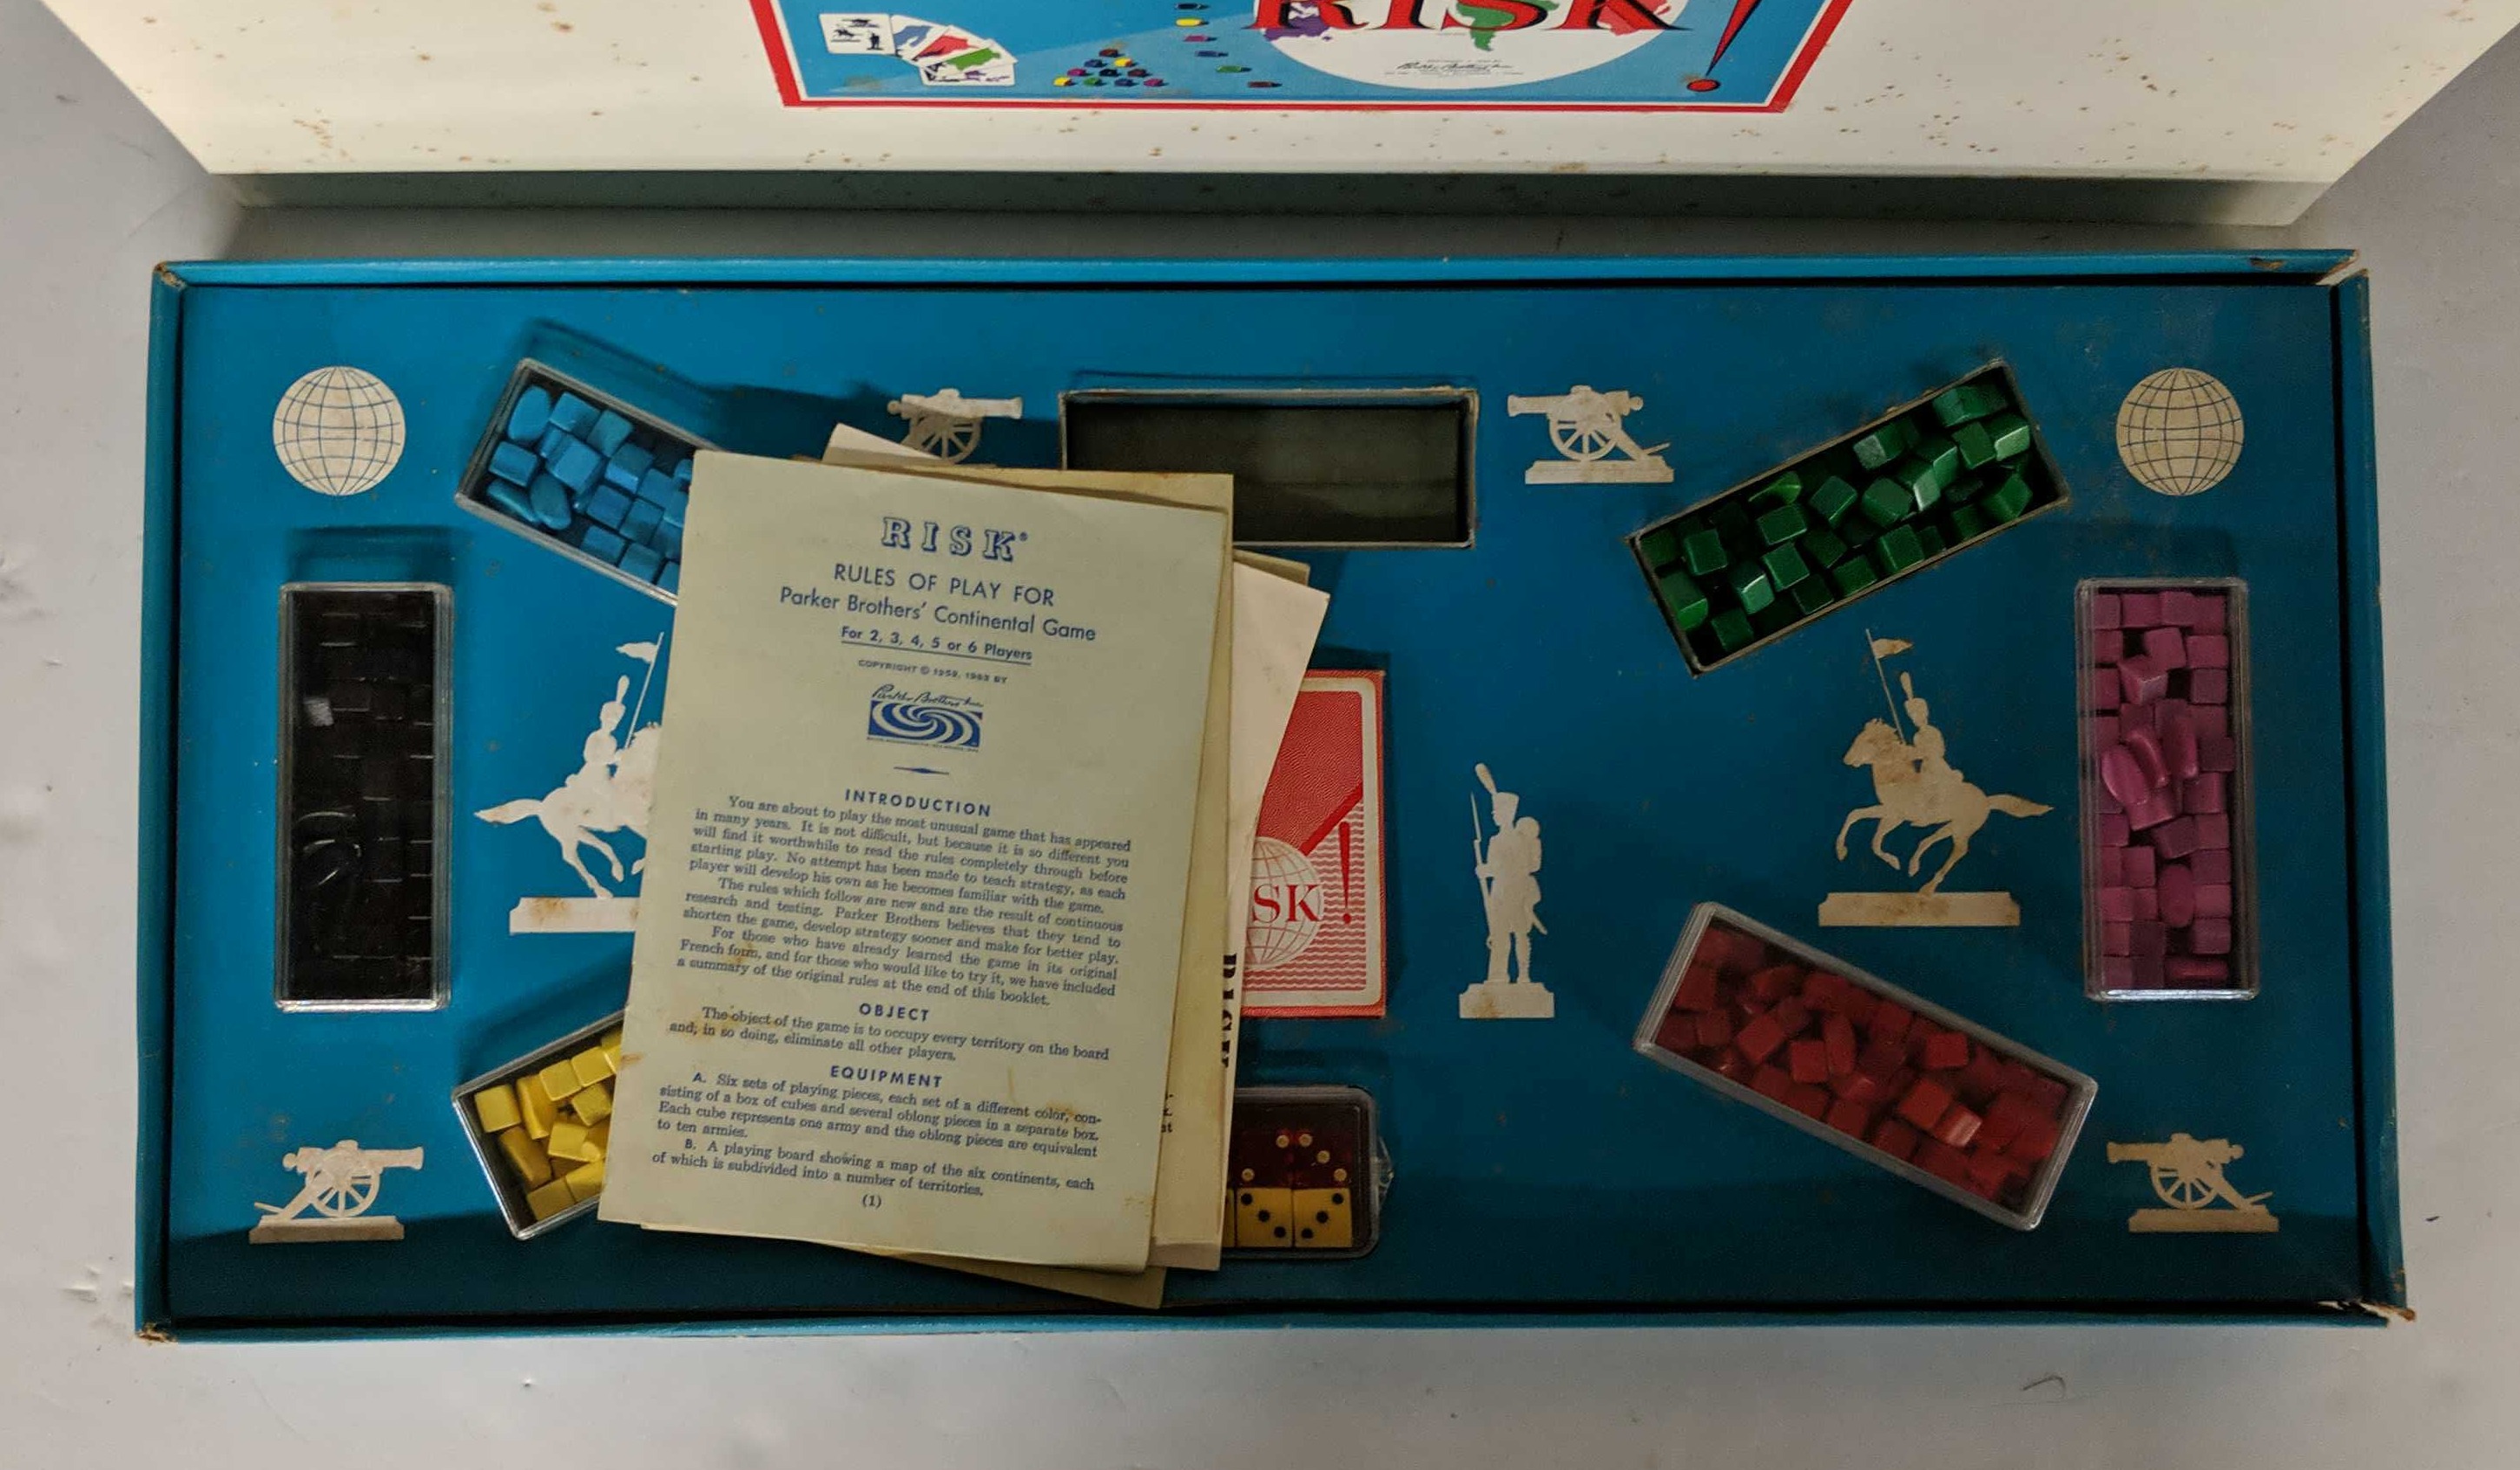 RISK!
RISK®
RULES OF PLAY FOR
Parker Brothers' Continental Game
For 2, 3, 4, 5 or 6 Players
COPYRIGHT © 1959, 1963 BY
Parker Brothers Inc
INTRODUCTION
You are about to play the most unusual game that has appeared
in many years. It is not difficult, but because it is so different you
will find it worthwhile to read the rules completely through before
starting play. No attempt has been made to teach strategy, as each
player will develop his own as he becomes familiar with the game.
The rules which follow are new and are the result of continuous
research and testing. Parker Brothers believes that they tend to
shorten the game, develop strategy sooner and make for better play.
For those who have already learned the game in its original
French form, and for those who would like to try it, we have included
a summary of the original rules at the end of this booklet.
OBJECT
The object of the game is to occupy every territory on the board
and, in so doing, eliminate all other players.
EQUIPMENT
A. Six sets of playing pieces, each set of a different color, con-
sisting of a box of cubes and several oblong pieces in a separate box.
Each cube represents one army and the oblong pieces are equivalent
to ten armies.
B. A playing board showing a map of the six continents, each
of which is subdivided into a number of territories.
(1)
SK!